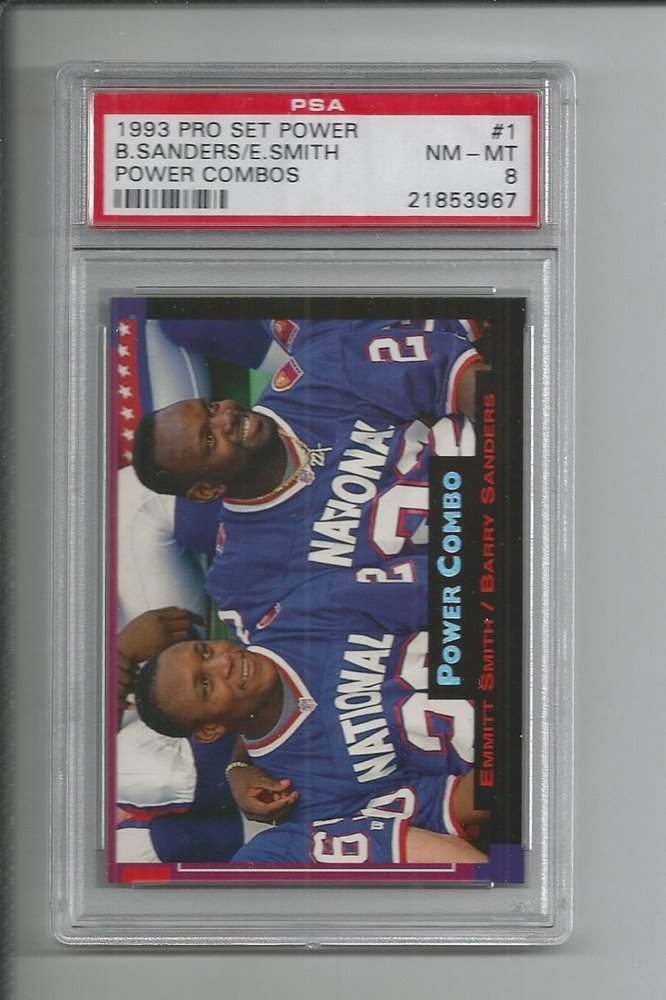 PSA
1993 PRO SET POWER #1
B.SANDERS/E.SMITH NM-MT
POWER COMBOS 8
21853967
POWER COMBO
EMMITT SMITH / BARRY SANDERS
NATIONAL
22
NATIONAL